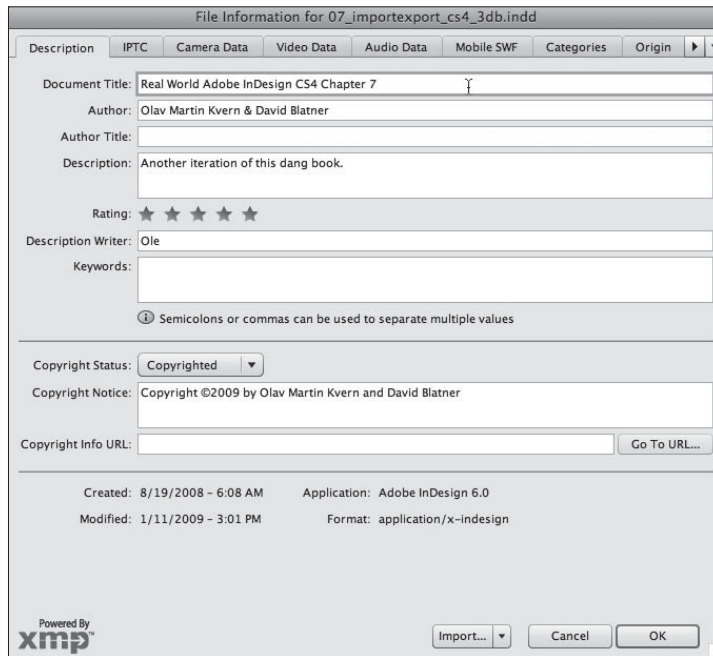 File Information for 07_importexport_cs4_3db.indd
Description IPTC Camera Data Video Data Audio Data Mobile SWF Categories Origin
Document Title: Real World Adobe InDesign CS4 Chapter 7
Author: Olav Martin Kvern & David Blatner
Author Title:
Description: Another iteration of this dang book.
Rating:
Description Writer: Ole
Keywords:
Semicolons or commas can be used to separate multiple values
Copyright Status: Copyrighted
Copyright Notice: Copyright ©2009 by Olav Martin Kvern and David Blatner
Copyright Info URL: Go To URL...
Created: 8/19/2008 – 6:08 AM Application: Adobe InDesign 6.0
Modified: 1/11/2009 – 3:01 PM Format: application/x-indesign
Powered By
xmp™
Import... Cancel OK